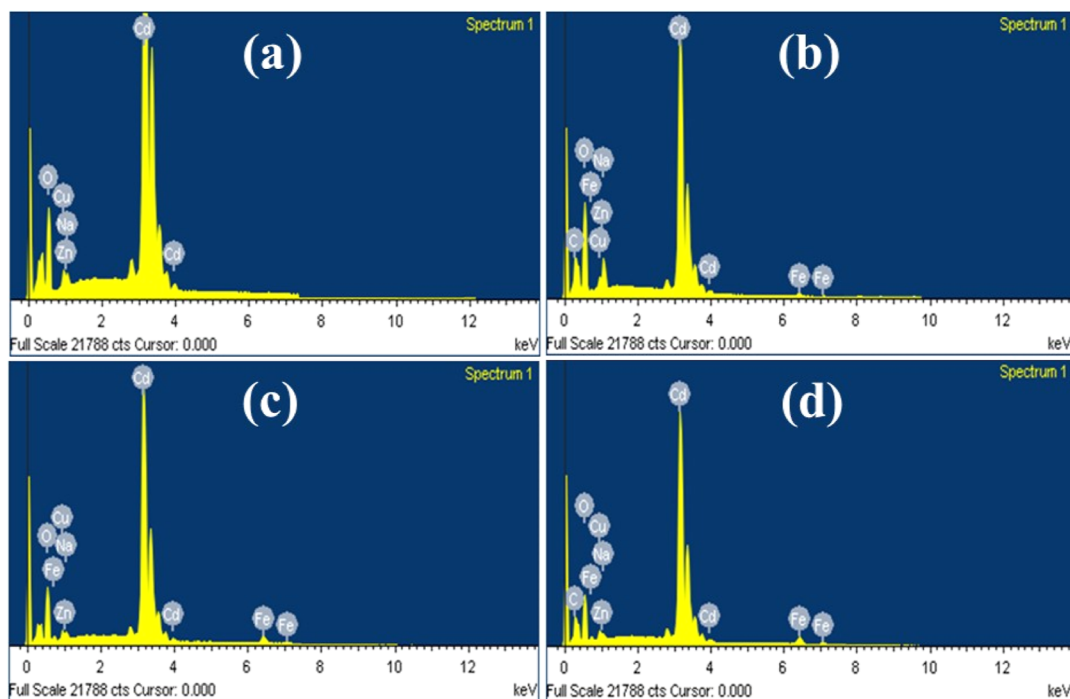 Spectrum 1
(a)
Cd
O
Cu
Na
Zn
Cd
0 2 4 6 8 10 12
Full Scale 21788 cts Cursor: 0.000 keV
Spectrum 1
(b)
Cd
O
Na
Fe
Zn
C
Cu
Cd
Fe
Fe
0 2 4 6 8 10 12
Full Scale 21788 cts Cursor: 0.000 keV
Spectrum 1
(c)
Cd
Cu
O
Na
Fe
Zn
Cd
Fe
Fe
0 2 4 6 8 10 12
Full Scale 21788 cts Cursor: 0.000 keV
Spectrum 1
(d)
Cd
O
Cu
Na
Fe
C
Zn
Cd
Fe
Fe
0 2 4 6 8 10 12
Full Scale 21788 cts Cursor: 0.000 keV